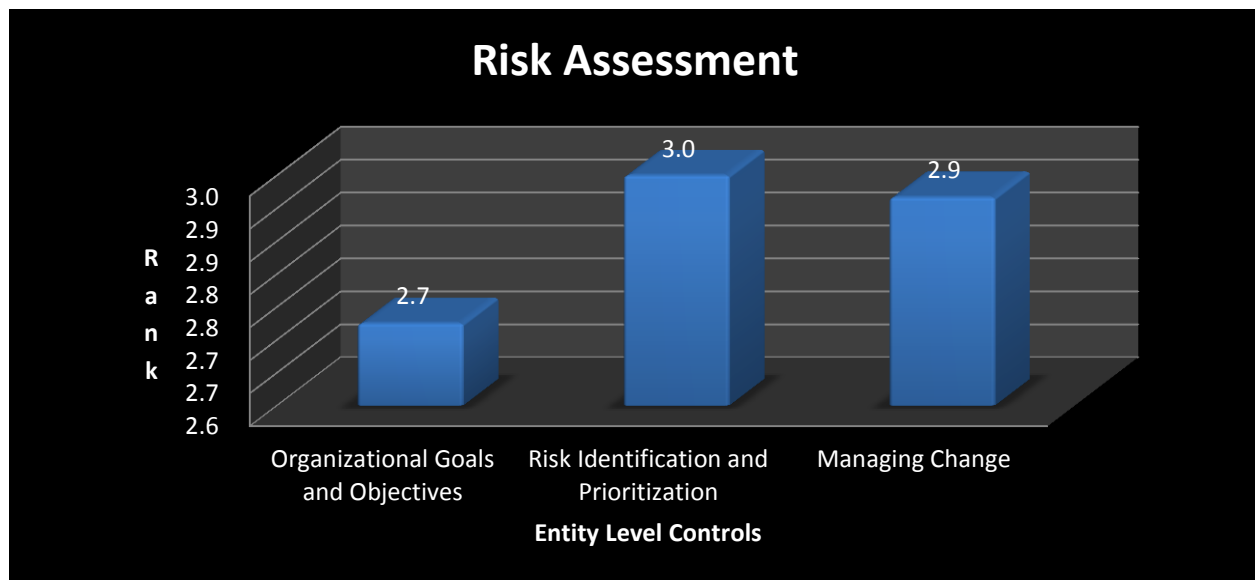 Risk Assessment
3.0
2.9
2.9
2.8
2.8
2.7
2.7
2.6
Rank
2.7
3.0
2.9
Organizational Goals
and Objectives
Risk Identification and
Prioritization
Managing Change
Entity Level Controls